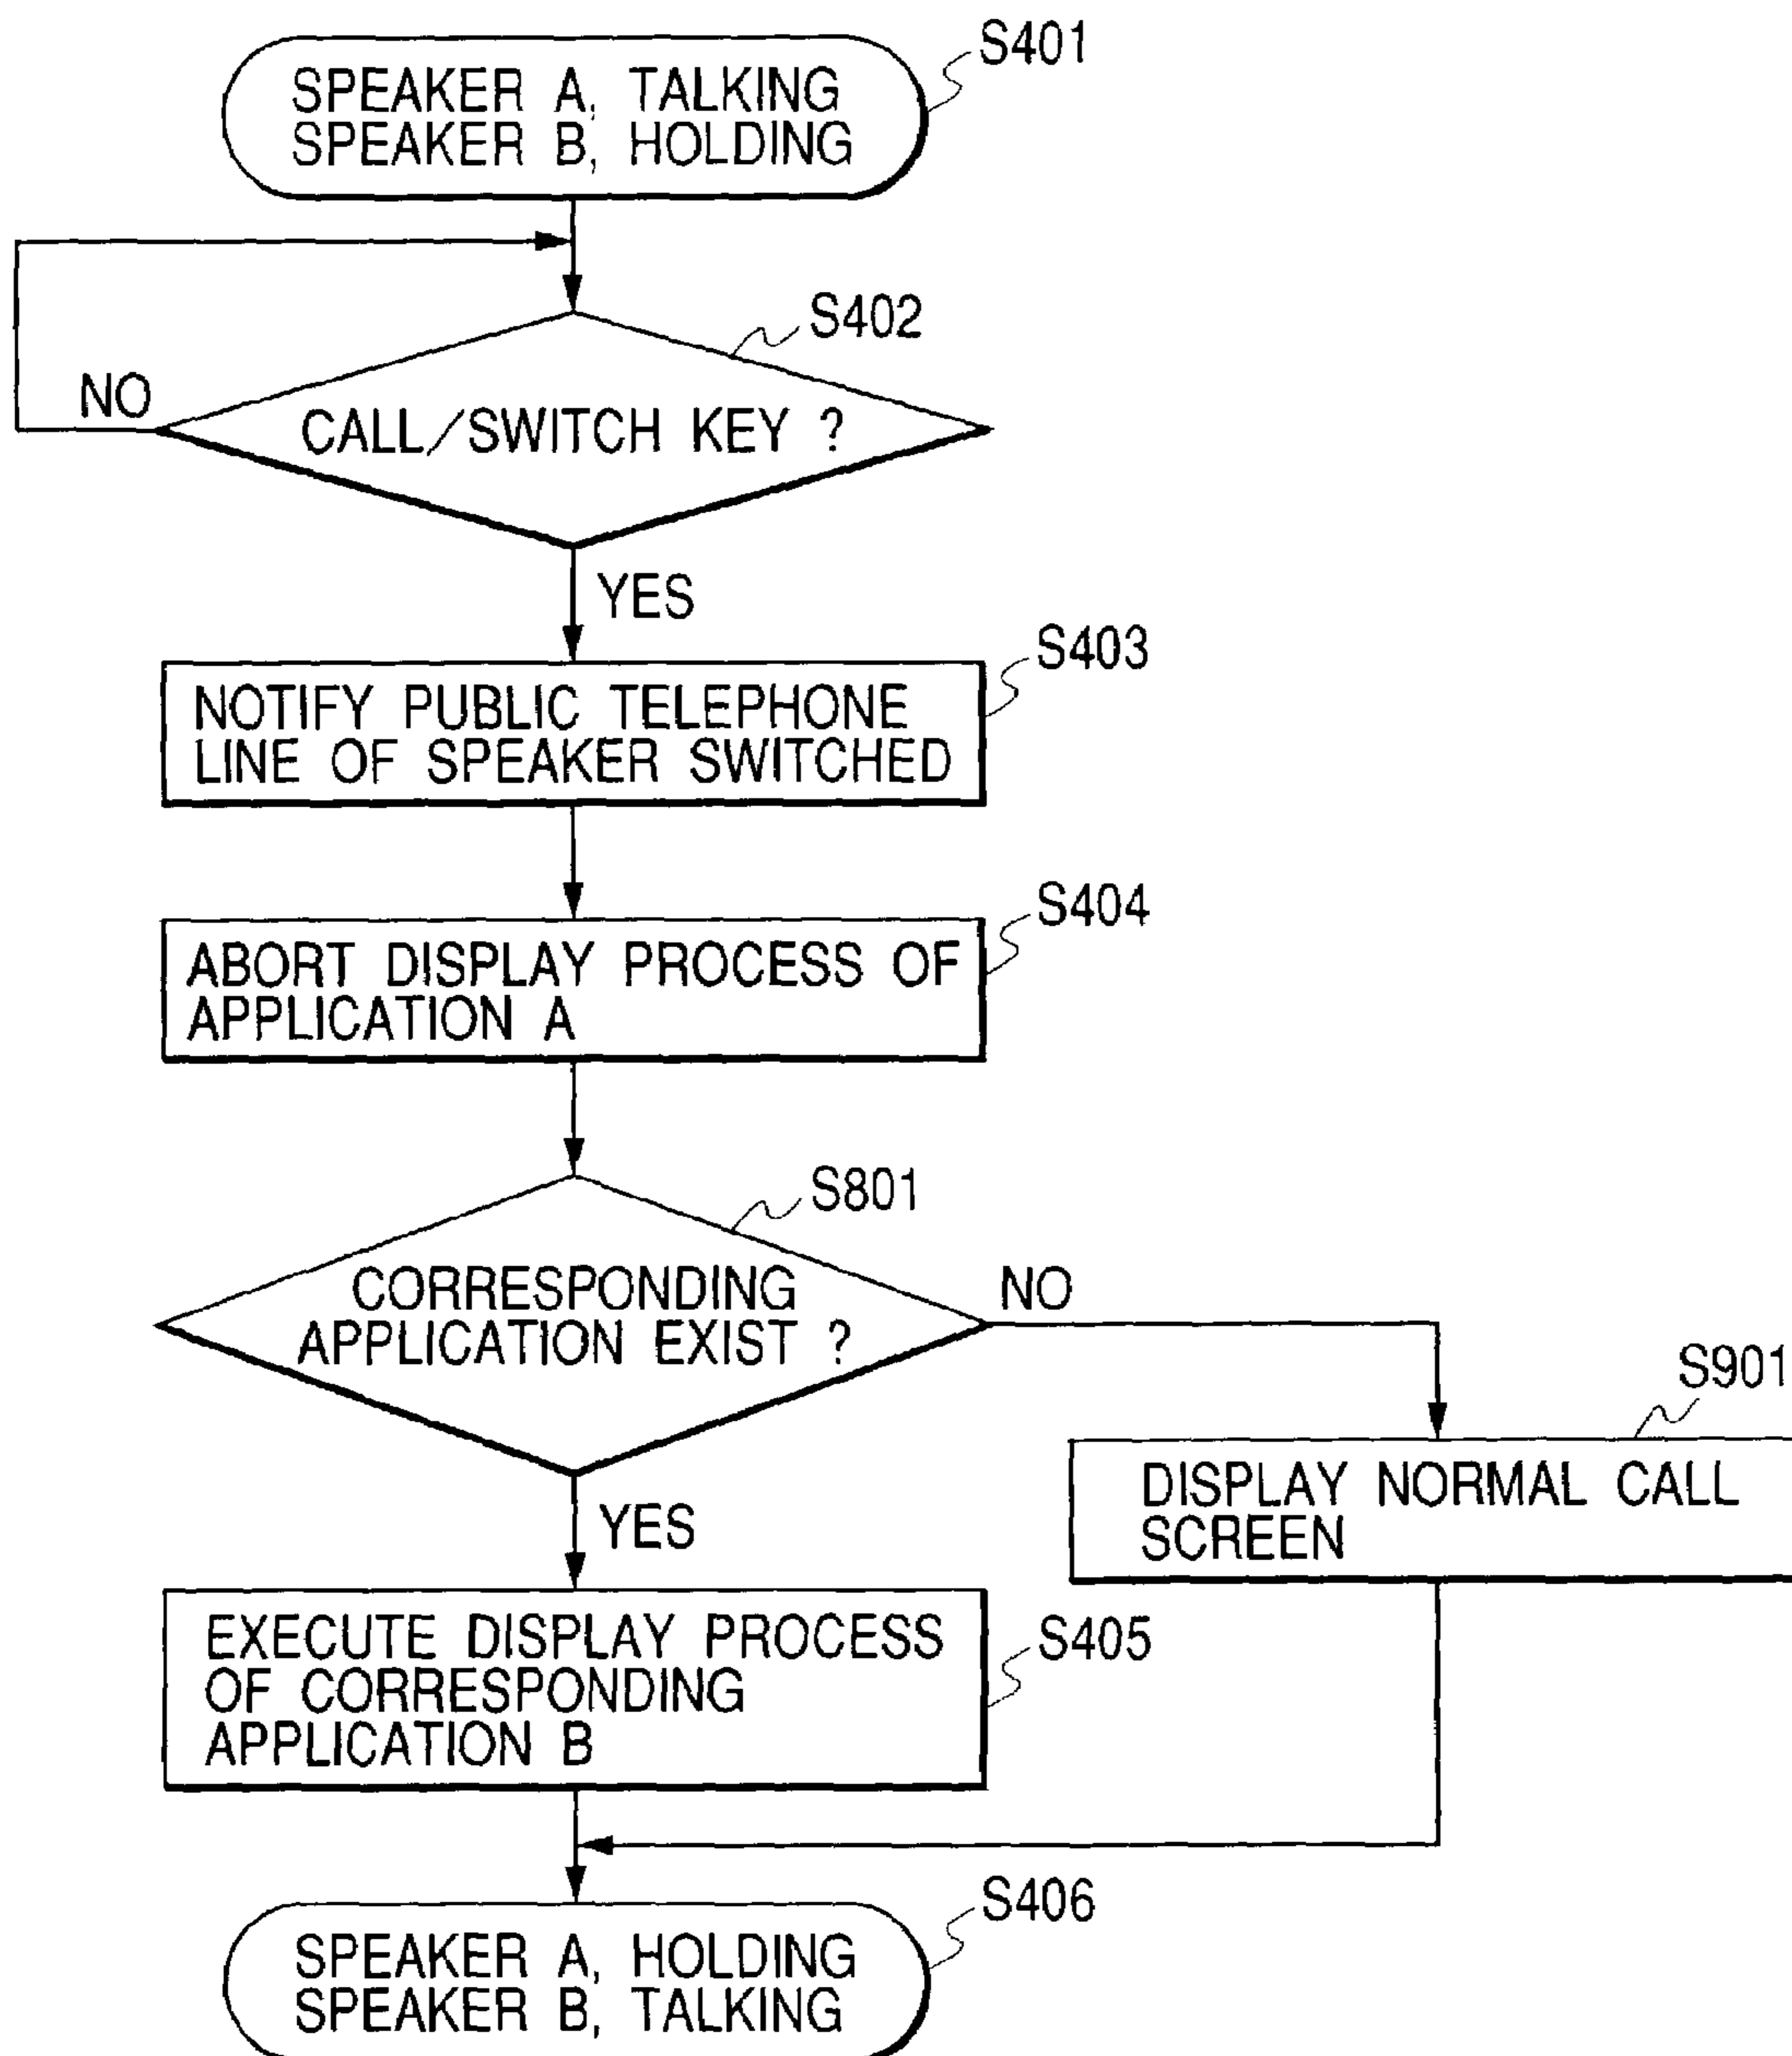 S401
SPEAKER A, TALKING
SPEAKER B, HOLDING
S402
NO
CALL/SWITCH KEY ?
YES
S403
NOTIFY PUBLIC TELEPHONE
LINE OF SPEAKER SWITCHED
S404
ABORT DISPLAY PROCESS OF
APPLICATION A
S801
CORRESPONDING
APPLICATION EXIST ?
NO
S901
DISPLAY NORMAL CALL
SCREEN
YES
S405
EXECUTE DISPLAY PROCESS
OF CORRESPONDING
APPLICATION B
S406
SPEAKER A, HOLDING
SPEAKER B, TALKING